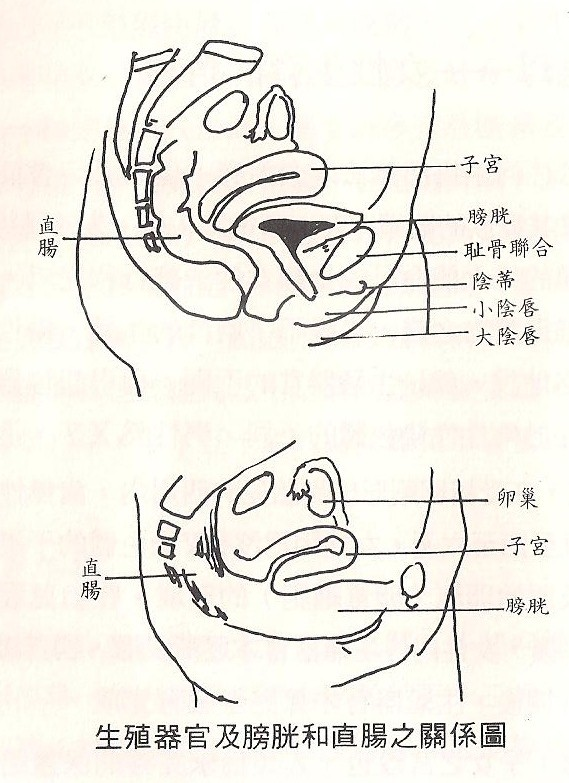 子宮
膀胱
直腸
耻骨聯合
陰蒂
小陰唇
大陰唇
卵巢
子宮
直腸
膀胱
生殖器官及膀胱和直腸之關係圖